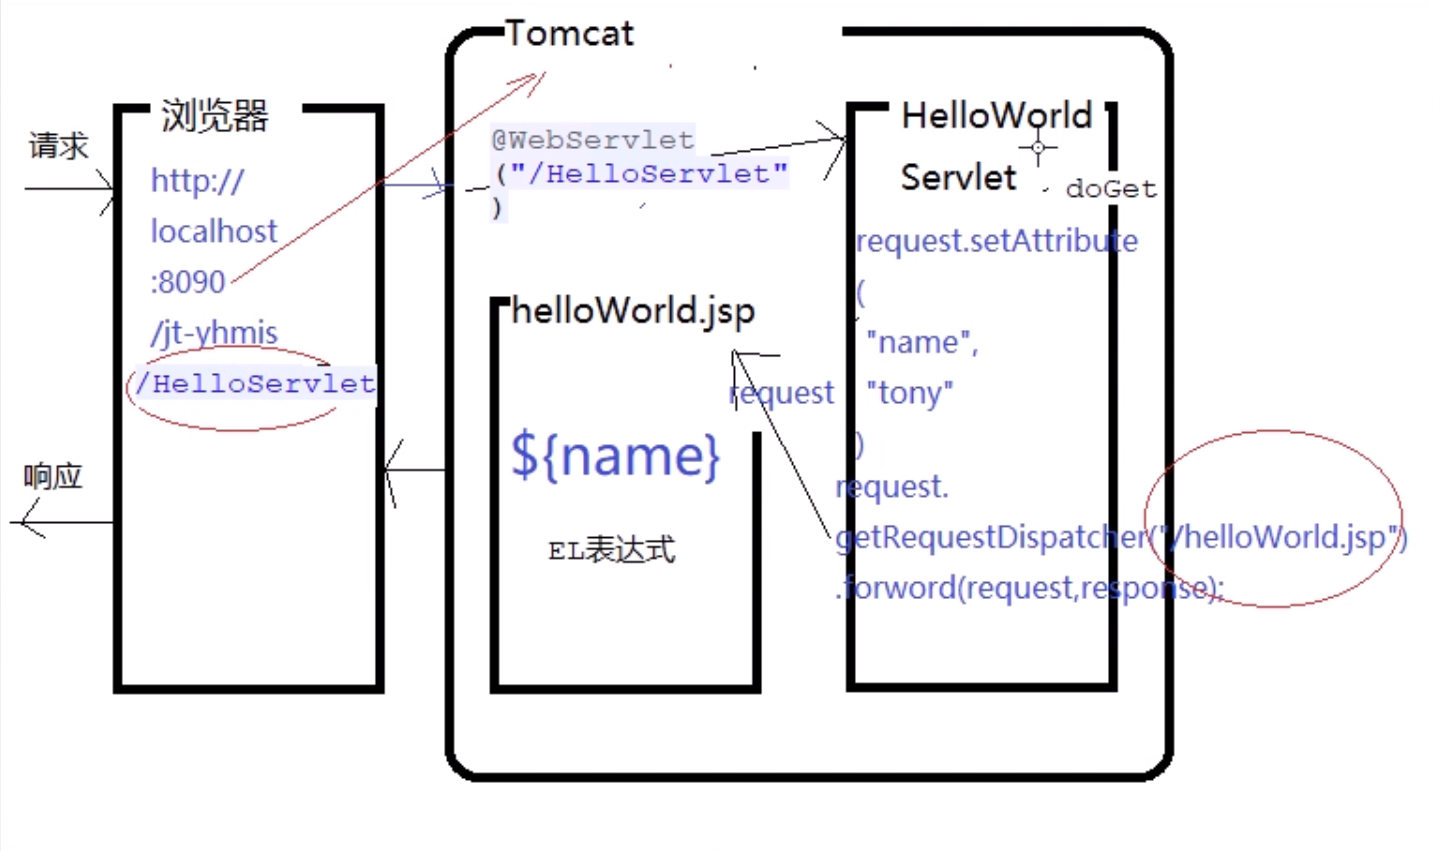 Tomcat
请求
浏览器
http://
localhost
:8090
/jt-yhmis
/HelloServlet
响应
@WebServlet
("/HelloServlet"
)
helloWorld.jsp
${name}
EL表达式
request
HelloWorld
Servlet
doGet
request.setAttribute
(
"name",
"tony"
)
request.
getRequestDispatcher("/helloWorld.jsp")
.forword(request,response);